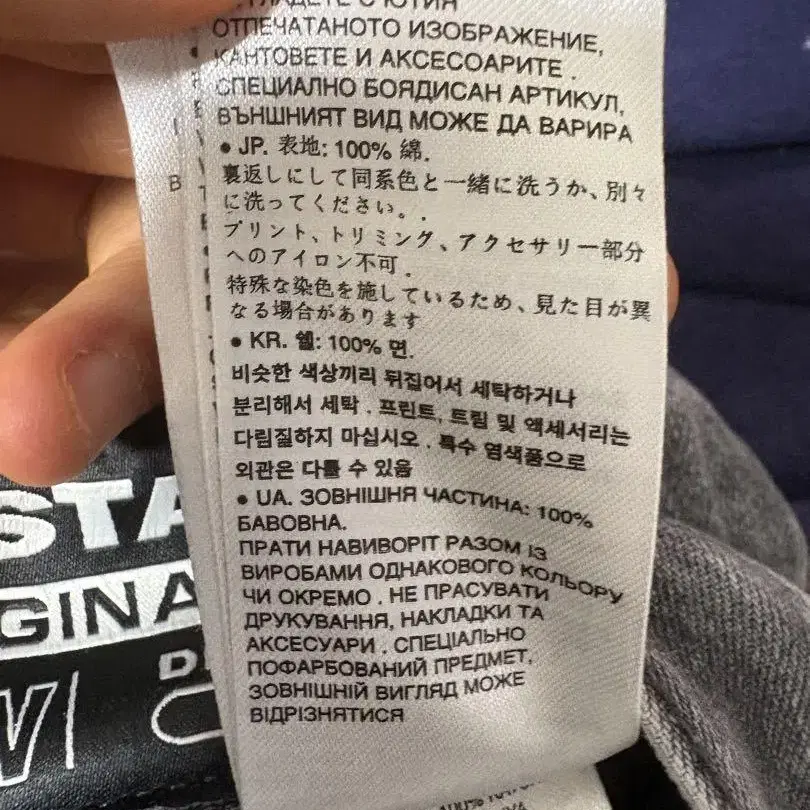 ГЛАДЕТЕ С ЮТИЯ
ОТПЕЧАТАНОТО ИЗОБРАЖЕНИЕ,
КАНТОВЕТЕ И АКСЕСОАРИТЕ .
СПЕЦИАЛНО БОЯДИСАН АРТИКУЛ,
ВЪНШНИЯТ ВИД МОЖЕ ДА ВАРИРА
● JP. 表地: 100% 綿.
裏返しにして同系色と一緒に洗うか、別々
に洗ってください。.
プリント、トリミング、アクセサリー部分
へのアイロン不可 .
特殊な染色を施しているため、見た目が異
なる場合があります
● KR. 쉘: 100% 면.
비슷한 색상끼리 뒤집어서 세탁하거나
분리해서 세탁 . 프린트, 트림 및 액세서리는
다림질하지 마십시오 . 특수 염색품으로
외관은 다를 수 있음
● UA. ЗОВНІШНЯ ЧАСТИНА: 100%
БАВОВНА.
ПРАТИ НАВИВОРІТ РАЗОМ ІЗ
ВИРОБАМИ ОДНАКОВОГО КОЛЬОРУ
ЧИ ОКРЕМО . НЕ ПРАСУВАТИ
ДРУКУВАННЯ, НАКЛАДКИ ТА
АКСЕСУАРИ . СПЕЦІАЛЬНО
ПОФАРБОВАНИЙ ПРЕДМЕТ,
ЗОВНІШНІЙ ВИГЛЯД МОЖЕ
ВІДРІЗНЯТИСЯ
STA
GINA
W
D